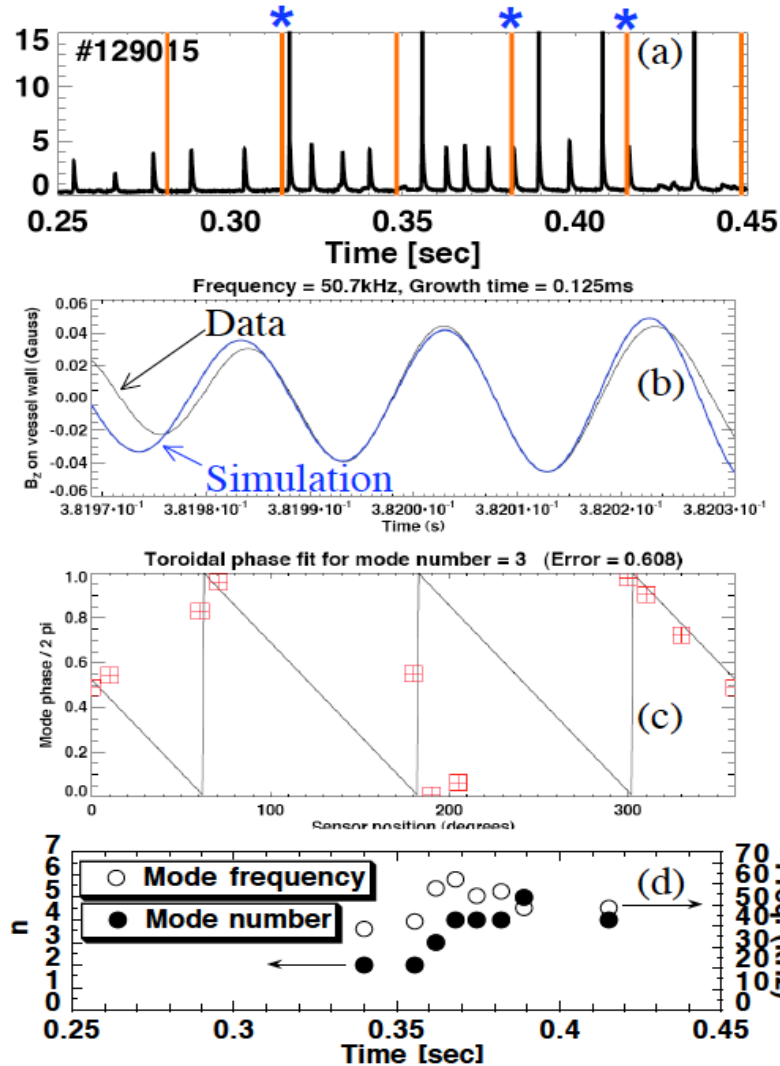 * * *
#129015
(a)
15
10
5
0
0.25 0.30 0.35 0.40 0.45
Time [sec]
Frequency = 50.7kHz, Growth time = 0.125ms
Data
(b)
Simulation
B_z on vessel wall (Gauss)
0.06
0.04
0.02
0.00
-0.02
-0.04
-0.06
3.8197•10⁻¹ 3.8198•10⁻¹ 3.8199•10⁻¹ 3.8200•10⁻¹ 3.8201•10⁻¹ 3.8202•10⁻¹ 3.8203•10⁻¹
Time (s)
Toroidal phase fit for mode number = 3 (Error = 0.608)
(c)
Mode phase / 2 pi
1.0
0.8
0.6
0.4
0.2
0.0
0 100 200 300
Sensor position (degrees)
Mode frequency
Mode number
(d)
n
7
6
5
4
3
2
1
0
70
60
50
40
30
20
10
0
0.25 0.3 0.35 0.4 0.45
Time [sec]